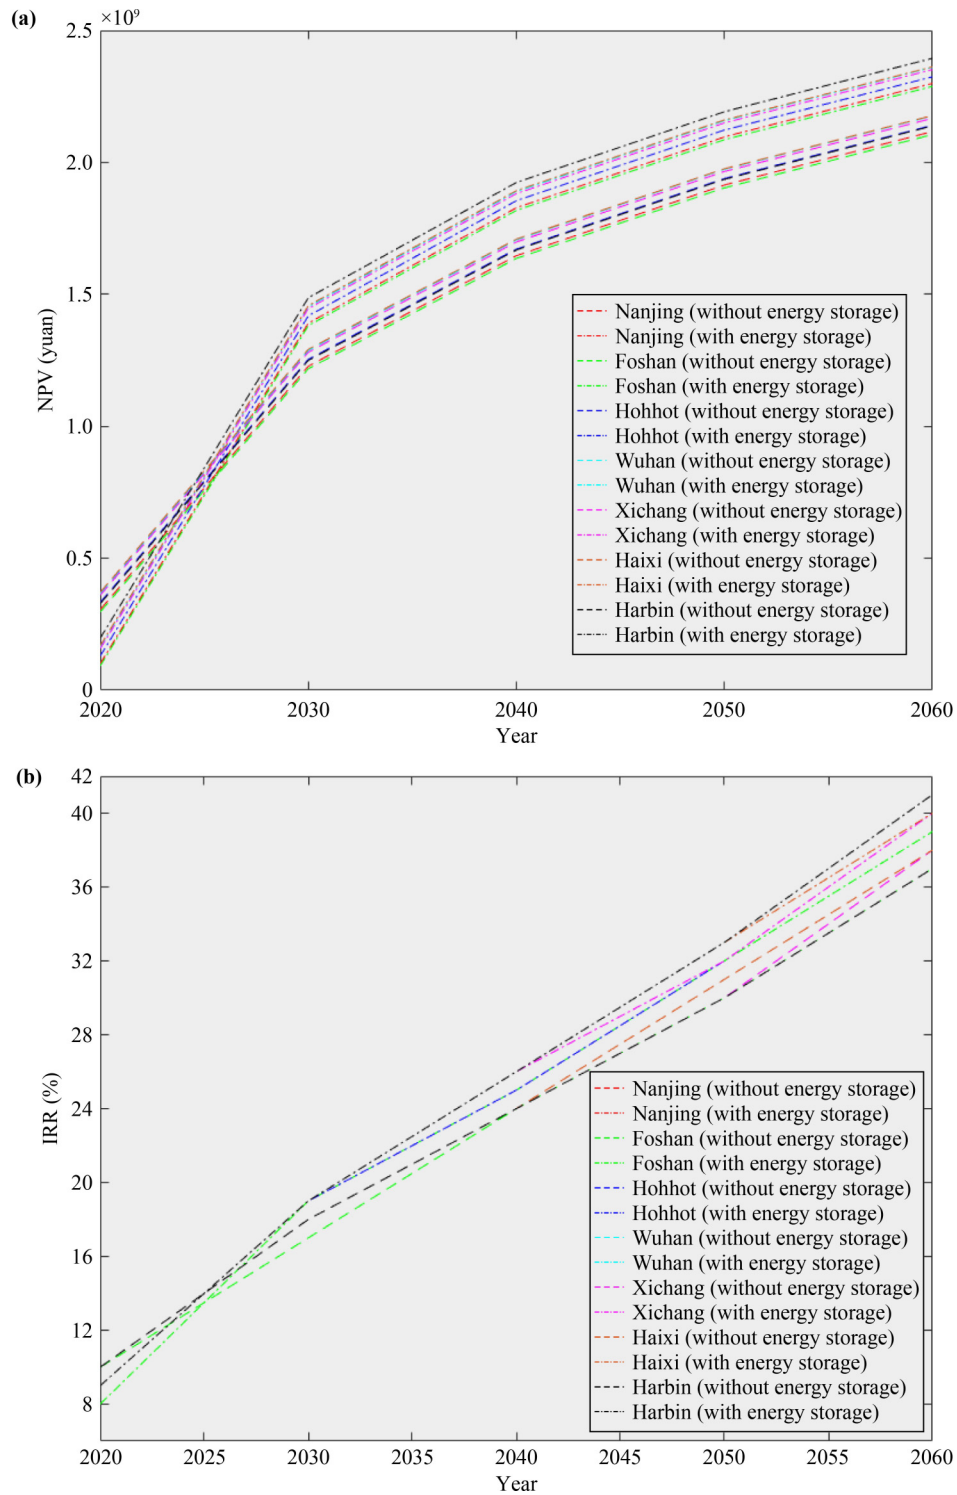 (a)
×10⁹
2.5
2.0
1.5
1.0
0.5
0
NPV (yuan)
Nanjing (without energy storage)
Nanjing (with energy storage)
Foshan (without energy storage)
Foshan (with energy storage)
Hohhot (without energy storage)
Hohhot (with energy storage)
Wuhan (without energy storage)
Wuhan (with energy storage)
Xichang (without energy storage)
Xichang (with energy storage)
Haixi (without energy storage)
Haixi (with energy storage)
Harbin (without energy storage)
Harbin (with energy storage)
2020 2030 2040 2050 2060
Year
(b)
42
40
36
32
28
24
20
16
12
8
IRR (%)
Nanjing (without energy storage)
Nanjing (with energy storage)
Foshan (without energy storage)
Foshan (with energy storage)
Hohhot (without energy storage)
Hohhot (with energy storage)
Wuhan (without energy storage)
Wuhan (with energy storage)
Xichang (without energy storage)
Xichang (with energy storage)
Haixi (without energy storage)
Haixi (with energy storage)
Harbin (without energy storage)
Harbin (with energy storage)
2020 2025 2030 2035 2040 2045 2050 2055 2060
Year